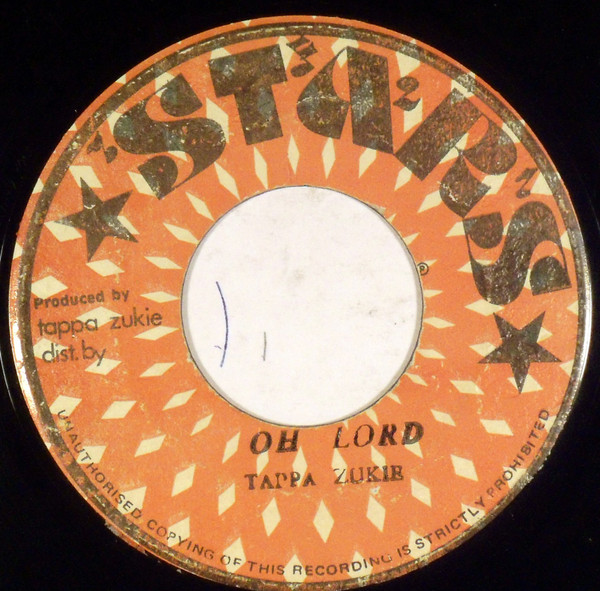 STARS
®
Produced by
tappa zukie
dist. by
OH LORD
TAPPA ZUKIE
UNAUTHORISED COPYING OF THIS RECORDING IS STRICTLY PROHIBITED